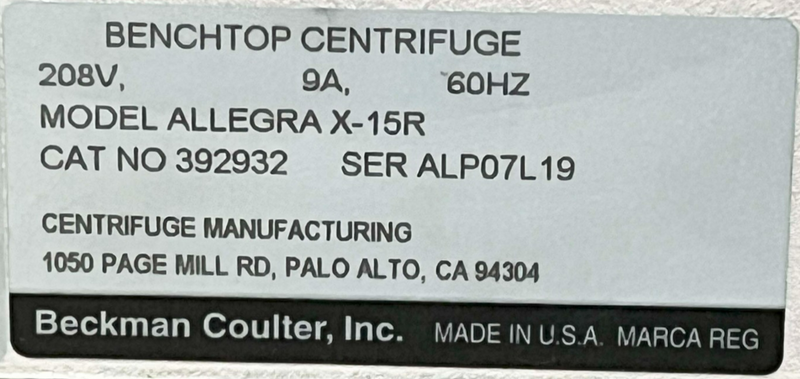 BENCHTOP CENTRIFUGE
208V, 9A, 60HZ
MODEL ALLEGRA X-15R
CAT NO 392932 SER ALP07L19
CENTRIFUGE MANUFACTURING
1050 PAGE MILL RD, PALO ALTO, CA 94304
Beckman Coulter, Inc. MADE IN U.S.A. MARCA REG